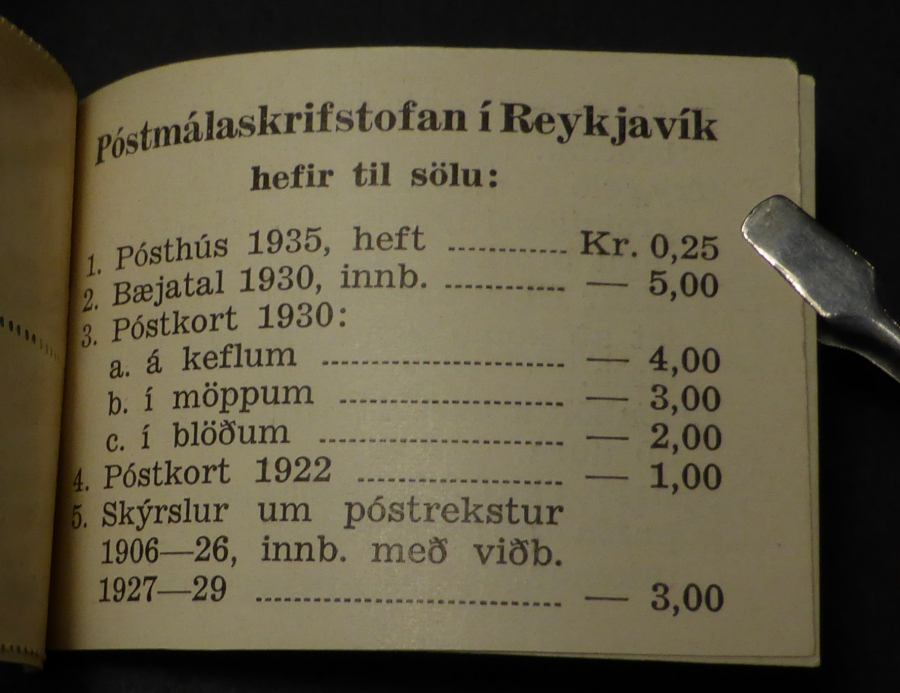 Póstmálaskrifstofan í Reykjavík
hefir til sölu:
1. Pósthús 1935, heft ............ Kr. 0,25
2. Bæjatal 1930, innb. ............ — 5,00
3. Póstkort 1930:
a. á keflum ............ — 4,00
b. í möppum ............ — 3,00
c. í blöðum ............ — 2,00
4. Póstkort 1922 ............ — 1,00
5. Skýrslur um póstrekstur
1906—26, innb. með viðb.
1927—29 ............ — 3,00